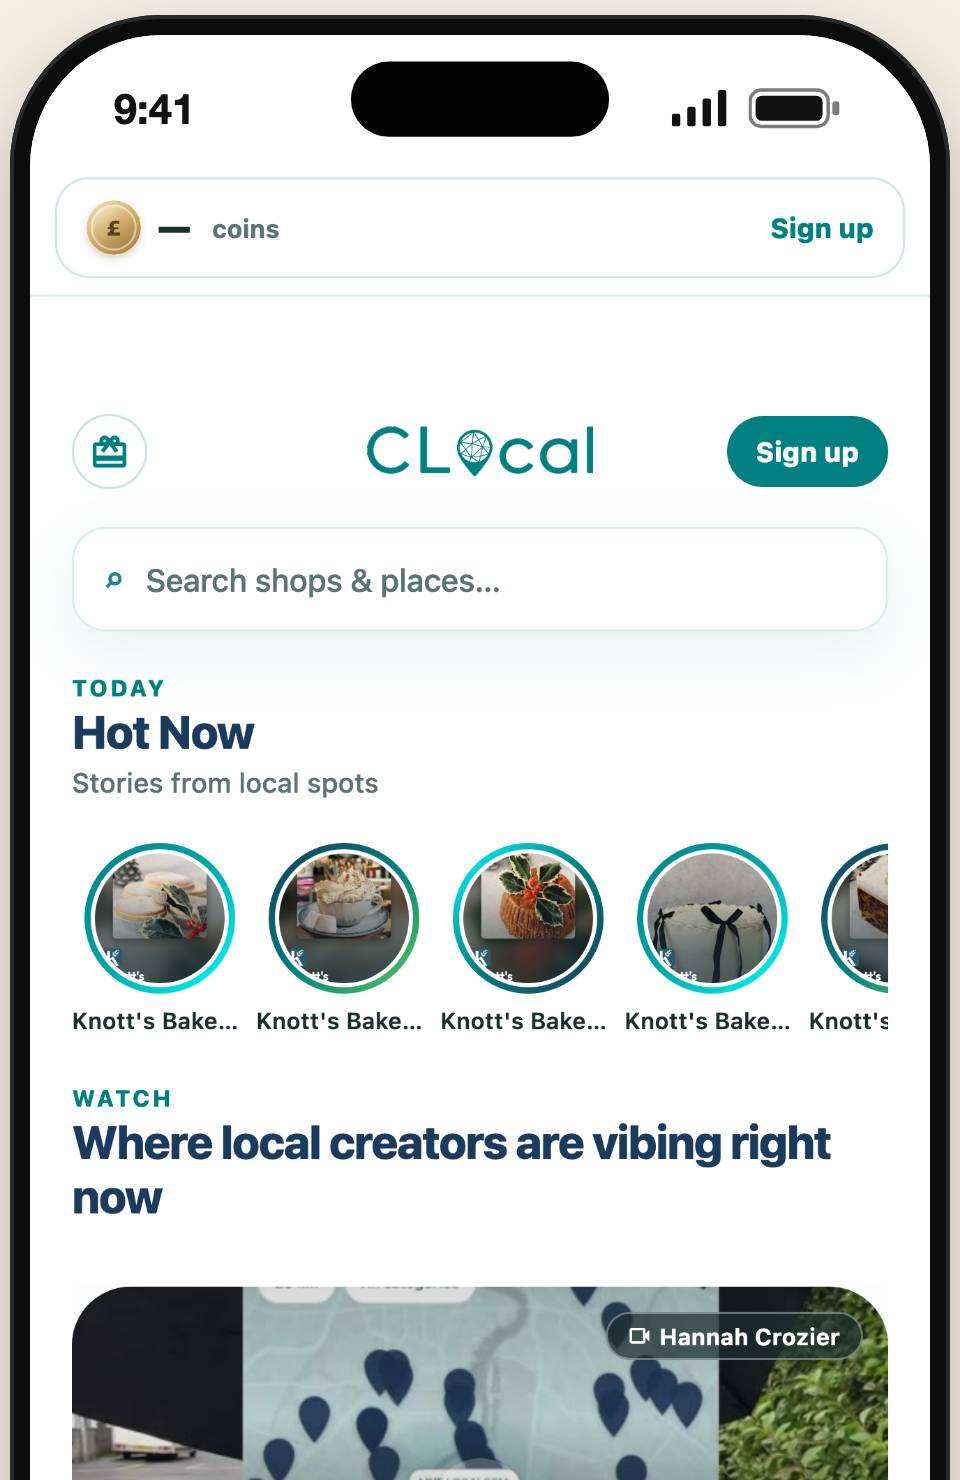 9:41
£ — coins Sign up
CLocal
Sign up
Search shops & places...
TODAY
Hot Now
Stories from local spots
Knott's Bake... Knott's Bake... Knott's Bake... Knott's Bake... Knott's
WATCH
Where local creators are vibing right
now
Hannah Crozier